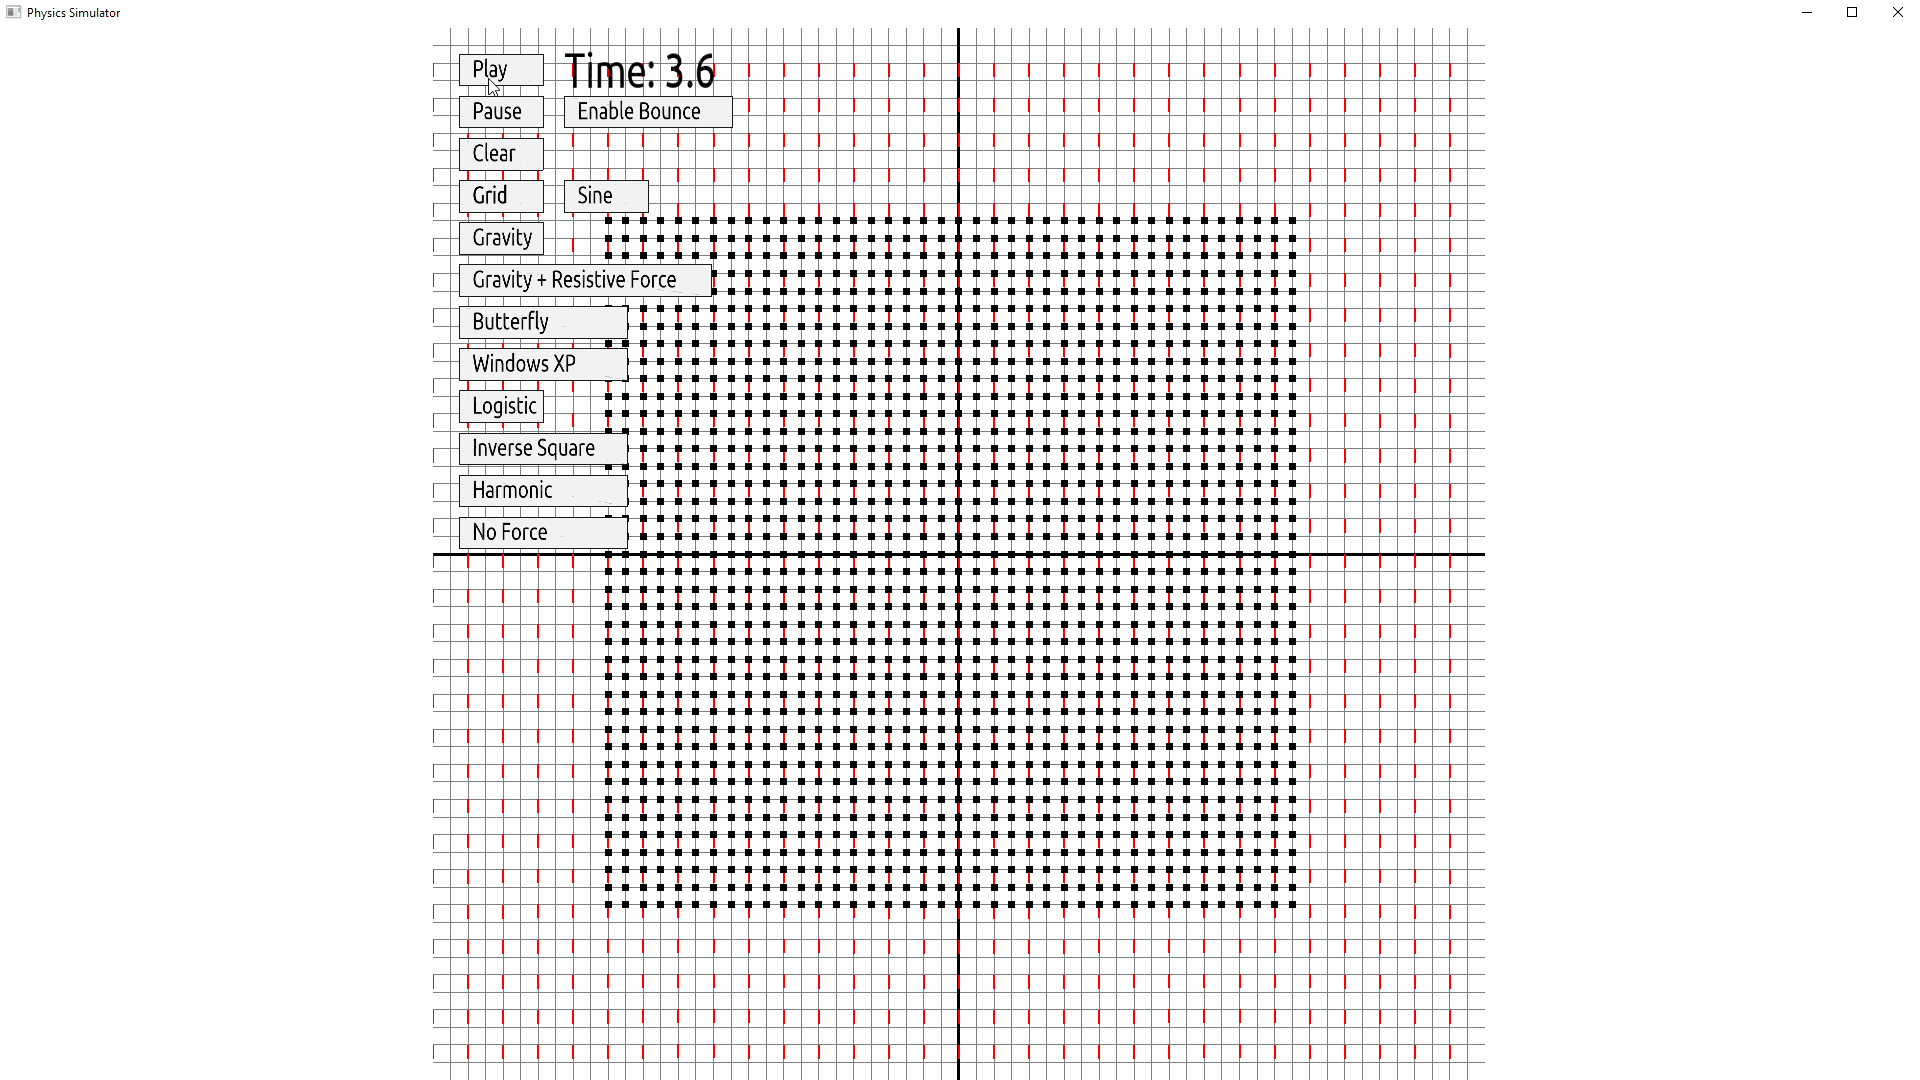 Physics Simulator
Play
Time: 3.6
Pause
Enable Bounce
Clear
Grid
Sine
Gravity
Gravity + Resistive Force
Butterfly
Windows XP
Logistic
Inverse Square
Harmonic
No Force